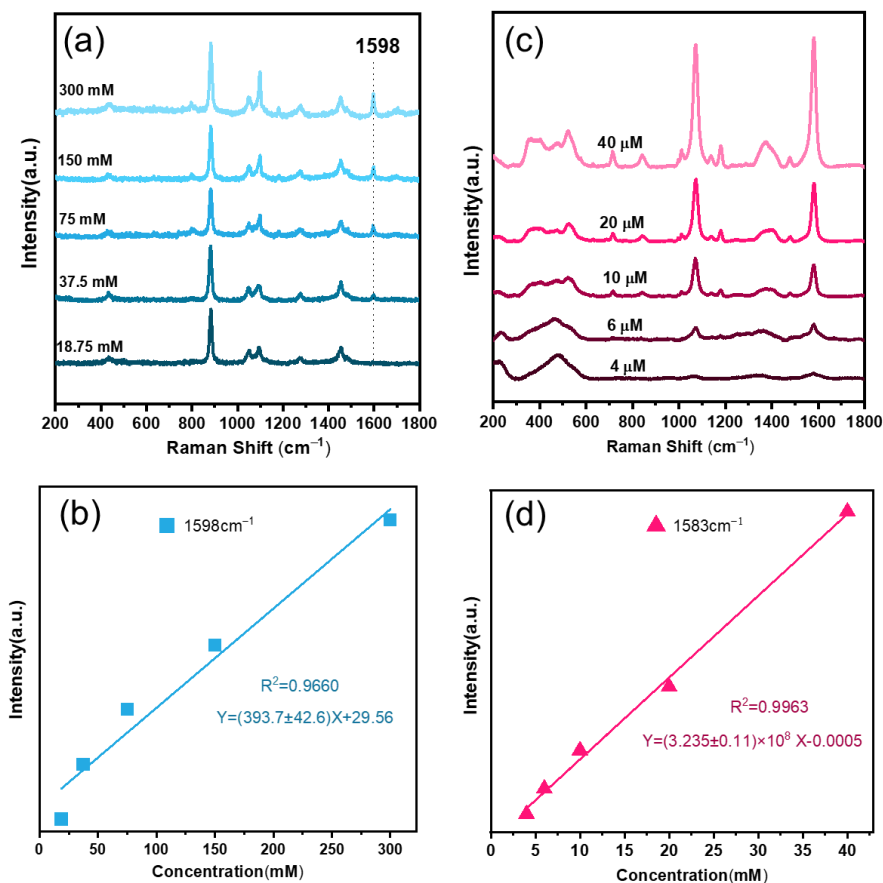 (a)
1598
300 mM
150 mM
75 mM
37.5 mM
18.75 mM
Intensity(a.u.)
200 400 600 800 1000 1200 1400 1600 1800
Raman Shift (cm⁻¹)
(c)
40 μM
20 μM
10 μM
6 μM
4 μM
Intensity(a.u.)
200 400 600 800 1000 1200 1400 1600 1800
Raman Shift (cm⁻¹)
(b)
1598cm⁻¹
R²=0.9660
Y=(393.7±42.6)X+29.56
Intensity(a.u.)
0 50 100 150 200 250 300
Concentration(mM)
(d)
1583cm⁻¹
R²=0.9963
Y=(3.235±0.11)×10⁸ X-0.0005
Intensity(a.u.)
0 5 10 15 20 25 30 35 40
Concentration(mM)